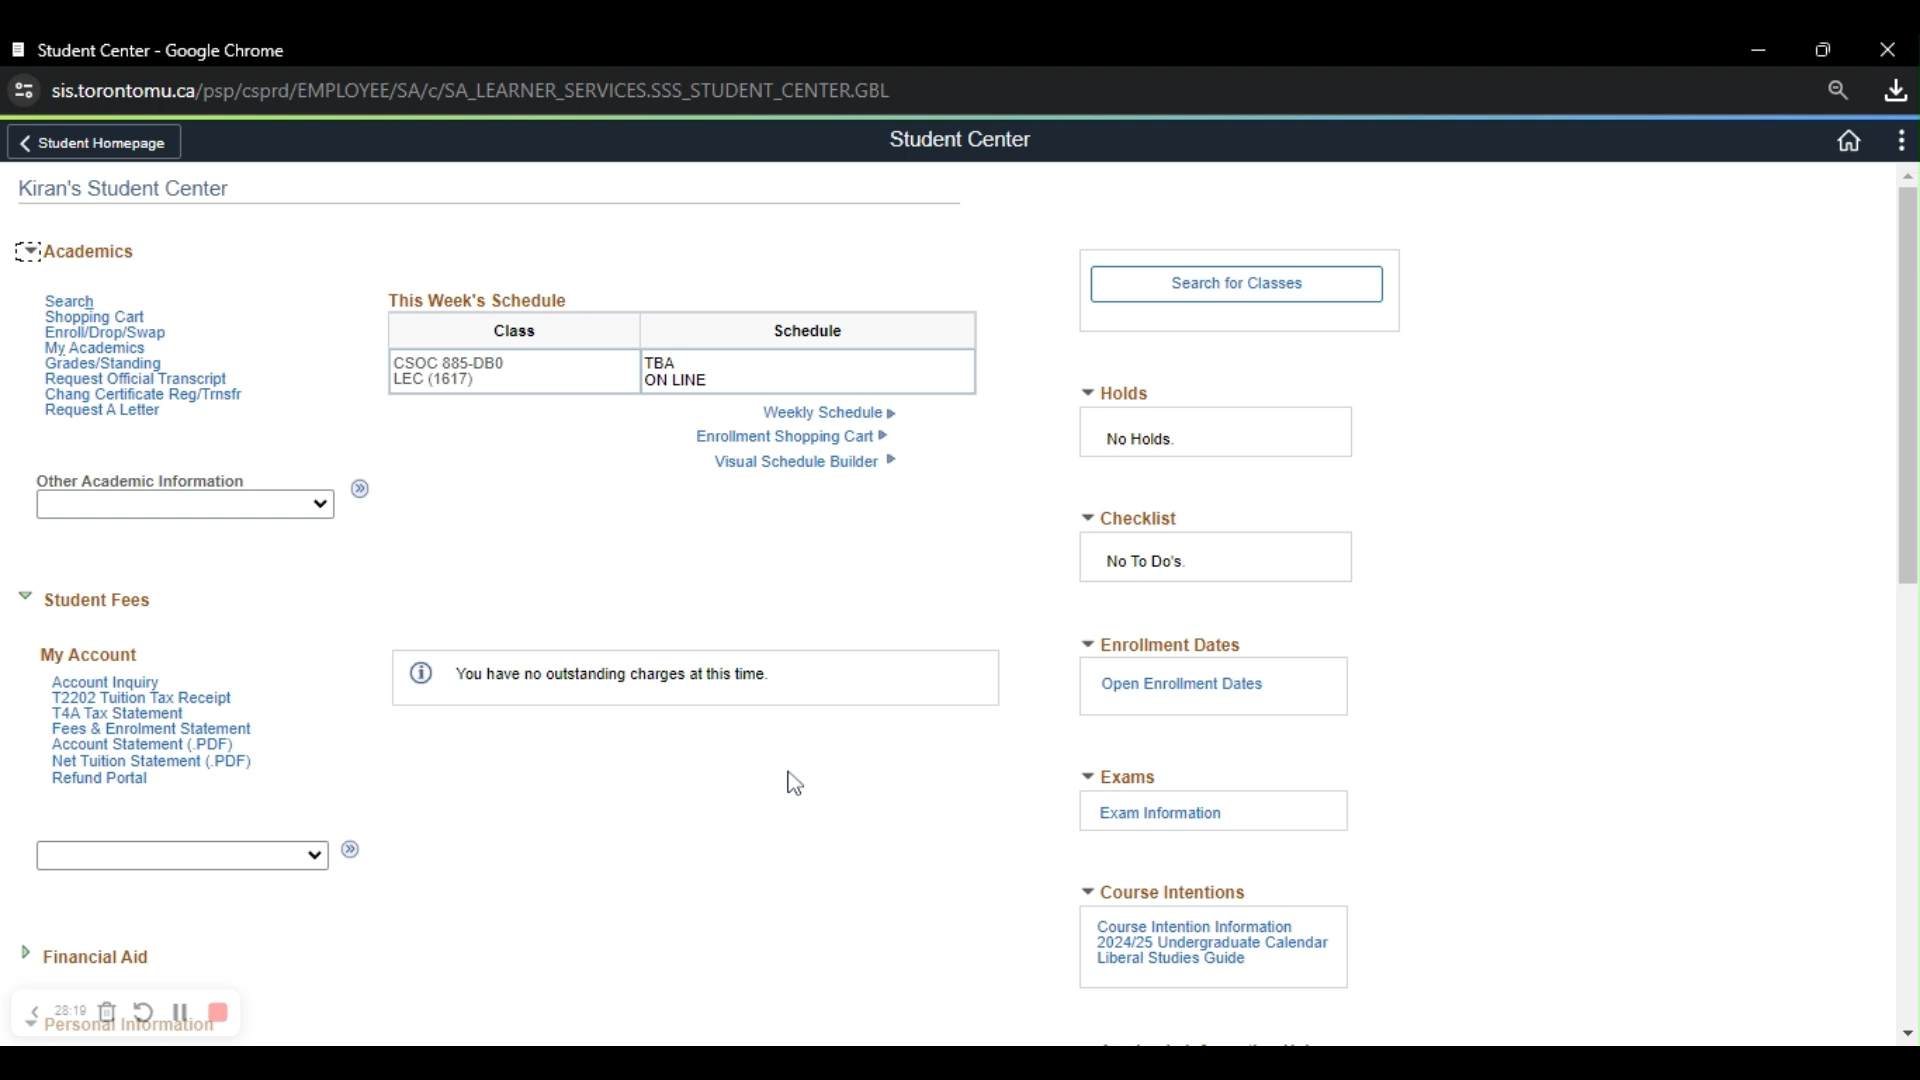 Student Center - Google Chrome
sis.torontomu.ca/psp/csprd/EMPLOYEE/SA/c/SA_LEARNER_SERVICES.SSS_STUDENT_CENTER.GBL
Student Homepage
Student Center
Kiran's Student Center
Academics
Search
Shopping Cart
Enroll/Drop/Swap
My Academics
Grades/Standing
Request Official Transcript
Chang Certificate Reg/Trnsfr
Request A Letter
Other Academic Information
This Week's Schedule
Class Schedule
CSOC 885-DB0 TBA
LEC (1617) ON LINE
Weekly Schedule
Enrollment Shopping Cart
Visual Schedule Builder
Student Fees
My Account
Account Inquiry
T2202 Tuition Tax Receipt
T4A Tax Statement
Fees & Enrolment Statement
Account Statement (.PDF)
Net Tuition Statement (.PDF)
Refund Portal
You have no outstanding charges at this time.
Financial Aid
28:19
Personal Information
Search for Classes
Holds
No Holds.
Checklist
No To Do's.
Enrollment Dates
Open Enrollment Dates
Exams
Exam Information
Course Intentions
Course Intention Information
2024/25 Undergraduate Calendar
Liberal Studies Guide